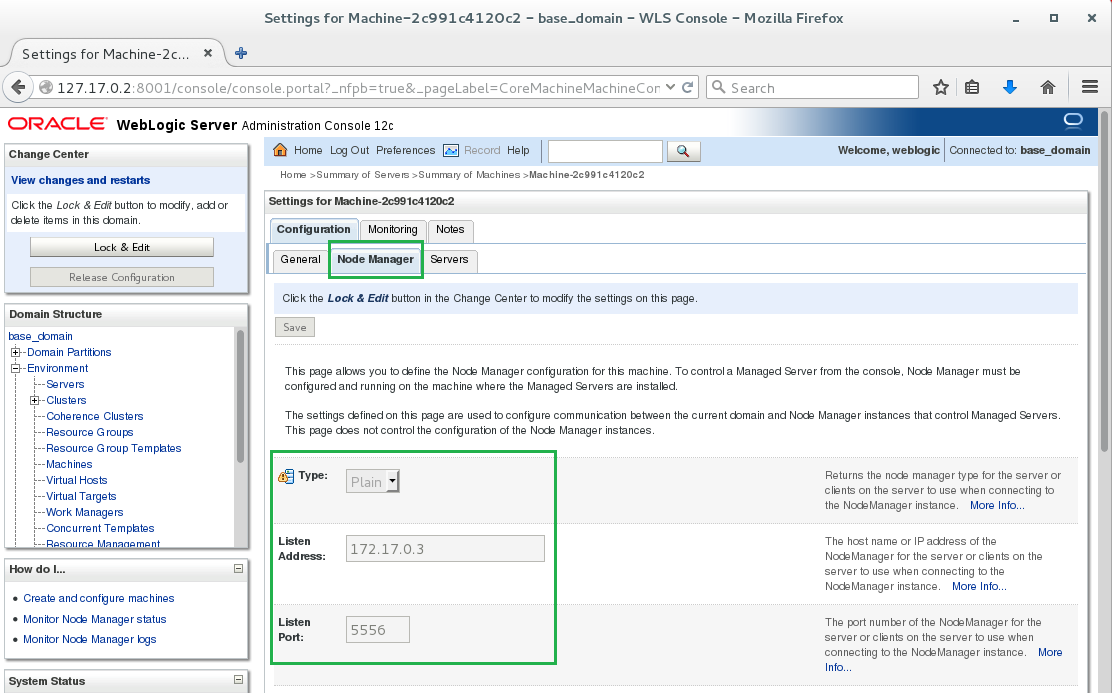 Settings for Machine-2c991c4120c2 - base_domain - WLS Console - Mozilla Firefox
Settings for Machine-2c...
127.17.0.2:8001/console/console.portal?_nfpb=true&_pageLabel=CoreMachineMachineCor
Search
ORACLE WebLogic Server Administration Console 12c
Change Center
View changes and restarts
Click the Lock & Edit button to modify, add or
delete items in this domain.
Lock & Edit
Release Configuration
Domain Structure
base_domain
Domain Partitions
Environment
Servers
Clusters
Coherence Clusters
Resource Groups
Resource Group Templates
Machines
Virtual Hosts
Virtual Targets
Work Managers
Concurrent Templates
Resource Management
How do I...
Create and configure machines
Monitor Node Manager status
Monitor Node Manager logs
System Status
Home Log Out Preferences Record Help
Welcome, weblogic Connected to: base_domain
Home >Summary of Servers >Summary of Machines >Machine-2c991c4120c2
Settings for Machine-2c991c4120c2
Configuration Monitoring Notes
General Node Manager Servers
Click the Lock & Edit button in the Change Center to modify the settings on this page.
Save
This page allows you to define the Node Manager configuration for this machine. To control a Managed Server from the console, Node Manager must be
configured and running on the machine where the Managed Servers are installed.
The settings defined on this page are used to configure communication between the current domain and Node Manager instances that control Managed Servers.
This page does not control the configuration of the Node Manager instances.
Type: Plain
Returns the node manager type for the server or
clients on the server to use when connecting to
the NodeManager instance. More Info...
Listen
Address: 172.17.0.3
The host name or IP address of the
NodeManager for the server or clients on the
server to use when connecting to the
NodeManager instance. More Info...
Listen
Port: 5556
The port number of the NodeManager for the
server or clients on the server to use when
connecting to the NodeManager instance. More
Info...